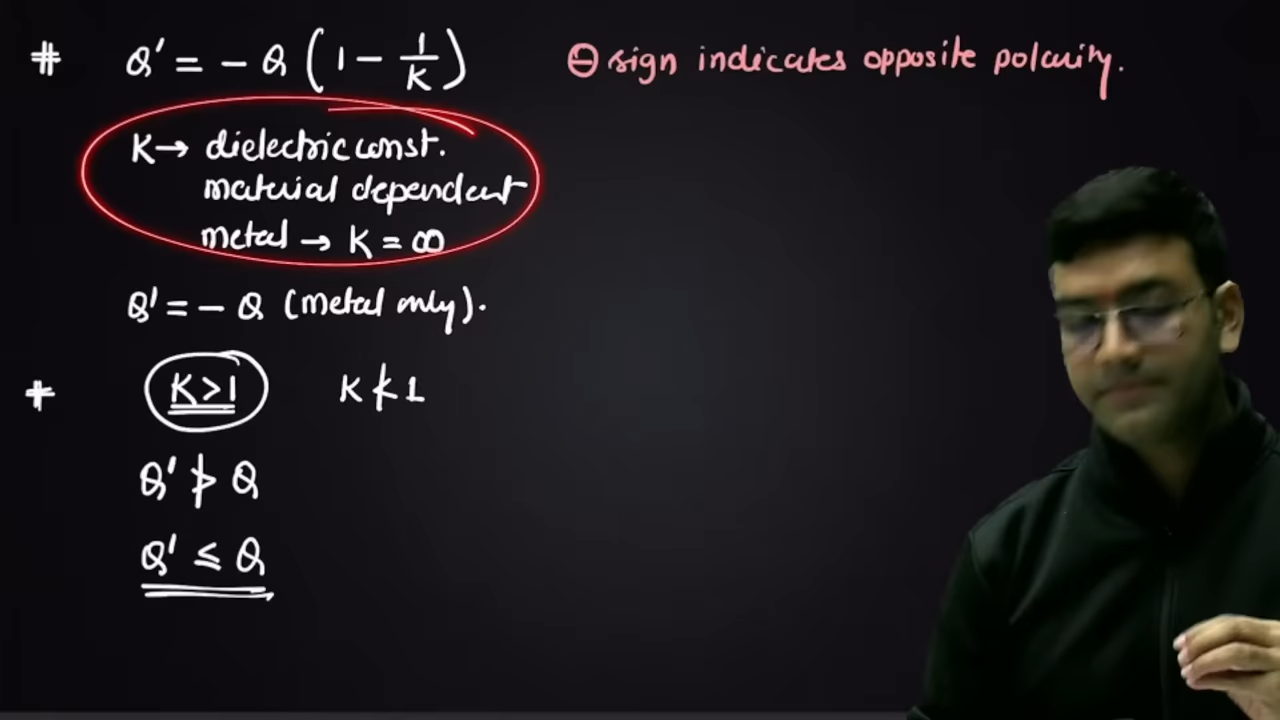 # Q' = - Q (1 - 1/K) ⊖ sign indicates opposite polarity.
K → dielectric const.
material dependent
metal → K = ∞
Q' = - Q (metal only).
* K > 1 K ≮ 1
Q' ≯ Q
Q' ≤ Q